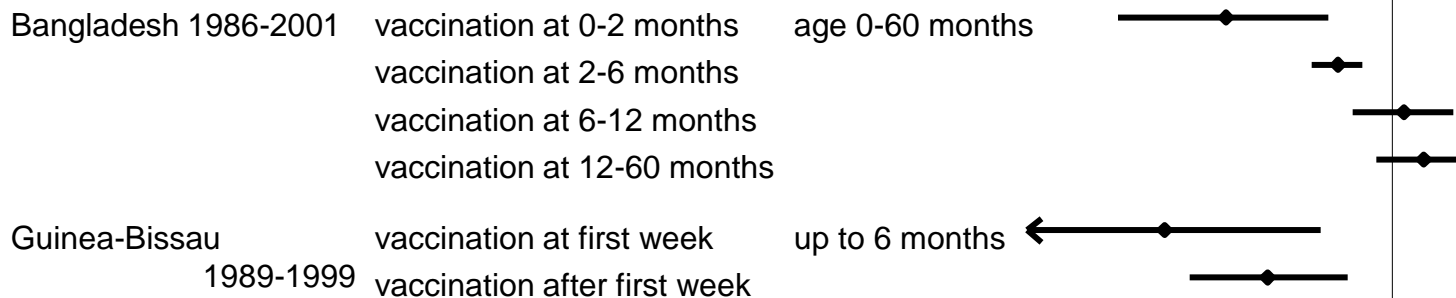 Bangladesh 1986-2001 vaccination at 0-2 months age 0-60 months
vaccination at 2-6 months
vaccination at 6-12 months
vaccination at 12-60 months
Guinea-Bissau vaccination at first week up to 6 months
1989-1999 vaccination after first week